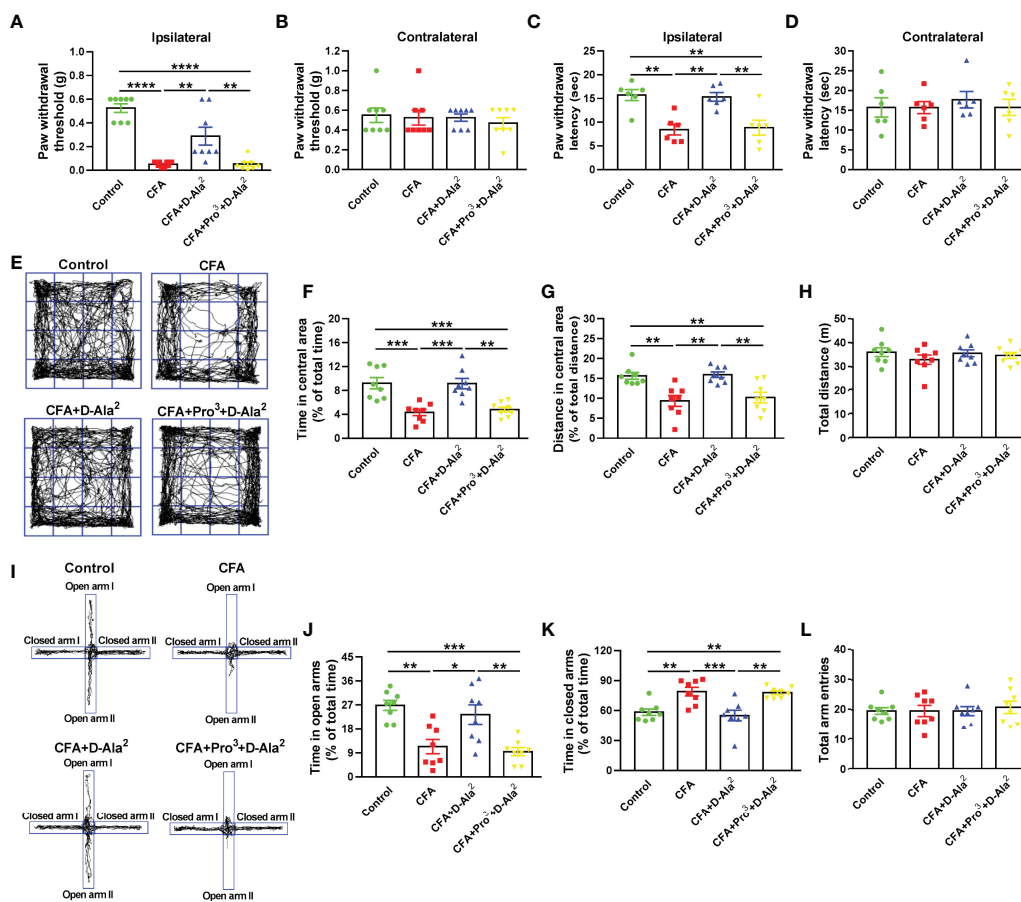 A
Ipsilateral
Paw withdrawal
threshold (g)
1.0
0.8
0.6
0.4
0.2
0.0
****
****
**
**
Control
CFA
CFA+D-Ala²
CFA+Pro³+D-Ala²
B
Contralateral
Paw withdrawal
threshold (g)
1.2
1.0
0.8
0.6
0.4
0.2
0.0
Control
CFA
CFA+D-Ala²
CFA+Pro³+D-Ala²
C
Ipsilateral
Paw withdrawal
latency (sec)
25
20
15
10
5
0
**
**
**
**
Control
CFA
CFA+D-Ala²
CFA+Pro³+D-Ala²
D
Contralateral
Paw withdrawal
latency (sec)
30
25
20
15
10
5
0
Control
CFA
CFA+D-Ala²
CFA+Pro³+D-Ala²
E
Control
CFA
CFA+D-Ala²
CFA+Pro³+D-Ala²
F
Time in central area
(% of total time)
20
16
12
8
4
0
***
***
***
**
Control
CFA
CFA+D-Ala²
CFA+Pro³+D-Ala²
G
Distance in central area
(% of total distance)
30
25
20
15
10
5
0
**
**
**
**
Control
CFA
CFA+D-Ala²
CFA+Pro³+D-Ala²
H
Total distance (m)
50
40
30
20
10
0
Control
CFA
CFA+D-Ala²
CFA+Pro³+D-Ala²
I
Control
Open arm I
Closed arm I
Closed arm II
Open arm II
CFA
Open arm I
Closed arm I
Closed arm II
Open arm II
CFA+D-Ala²
Open arm I
Closed arm I
Closed arm II
Open arm II
CFA+Pro³+D-Ala²
Open arm I
Closed arm I
Closed arm II
Open arm II
J
Time in open arms
(% of total time)
45
36
27
18
9
0
***
**
*
**
Control
CFA
CFA+D-Ala²
CFA+Pro³+D-Ala²
K
Time in closed arms
(% of total time)
150
120
90
60
30
0
**
**
***
**
Control
CFA
CFA+D-Ala²
CFA+Pro³+D-Ala²
L
Total arm entries
40
30
20
10
0
Control
CFA
CFA+D-Ala²
CFA+Pro³+D-Ala²